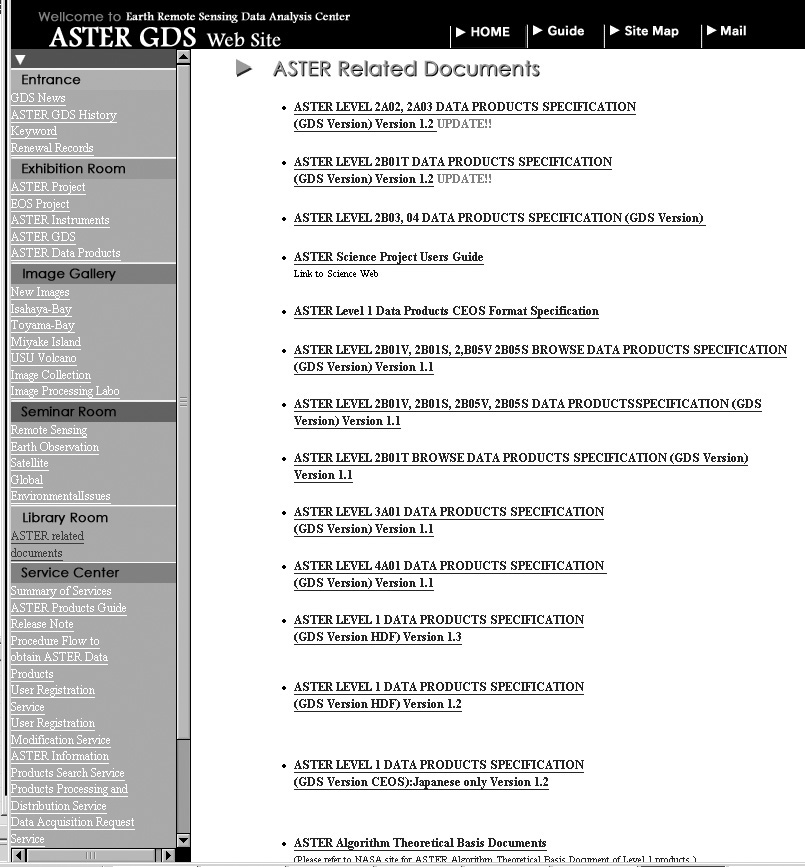 Wellcome to Earth Remote Sensing Data Analysis Center
ASTER GDS Web Site
HOME
Guide
Site Map
Mail
Entrance
GDS News
ASTER GDS History
Keyword
Renewal Records
Exhibition Room
ASTER Project
EOS Project
ASTER Instruments
ASTER GDS
ASTER Data Products
Image Gallery
New Images
Isahaya-Bay
Toyama-Bay
Miyake Island
USU Volcano
Image Collection
Image Processing Labo
Seminar Room
Remote Sensing
Earth Observation
Satellite
Global
EnvironmentalIssues
Library Room
ASTER related
documents
Service Center
Summary of Services
ASTER Products Guide
Release Note
Procedure Flow to
obtain ASTER Data
Products
User Registration
Service
User Registration
Modification Service
ASTER Information
Products Search Service
Products Processing and
Distribution Service
Data Acquisition Request
Service
ASTER Related Documents
• ASTER LEVEL 2A02, 2A03 DATA PRODUCTS SPECIFICATION
(GDS Version) Version 1.2 UPDATE!!
• ASTER LEVEL 2B01T DATA PRODUCTS SPECIFICATION
(GDS Version) Version 1.2 UPDATE!!
• ASTER LEVEL 2B03, 04 DATA PRODUCTS SPECIFICATION (GDS Version)
• ASTER Science Project Users Guide
Link to Science Web
• ASTER Level 1 Data Products CEOS Format Specification
• ASTER LEVEL 2B01V, 2B01S, 2,B05V 2B05S BROWSE DATA PRODUCTS SPECIFICATION
(GDS Version) Version 1.1
• ASTER LEVEL 2B01V, 2B01S, 2B05V, 2B05S DATA PRODUCTSSPECIFICATION (GDS
Version) Version 1.1
• ASTER LEVEL 2B01T BROWSE DATA PRODUCTS SPECIFICATION (GDS Version)
Version 1.1
• ASTER LEVEL 3A01 DATA PRODUCTS SPECIFICATION
(GDS Version) Version 1.1
• ASTER LEVEL 4A01 DATA PRODUCTS SPECIFICATION
(GDS Version) Version 1.1
• ASTER LEVEL 1 DATA PRODUCTS SPECIFICATION
(GDS Version HDF) Version 1.3
• ASTER LEVEL 1 DATA PRODUCTS SPECIFICATION
(GDS Version HDF) Version 1.2
• ASTER LEVEL 1 DATA PRODUCTS SPECIFICATION
(GDS Version CEOS):Japanese only Version 1.2
• ASTER Algorithm Theoretical Basis Documents
(Please refer to NASA site for ASTER Algorithm Theoretical Basis Document of Level 1 products.)